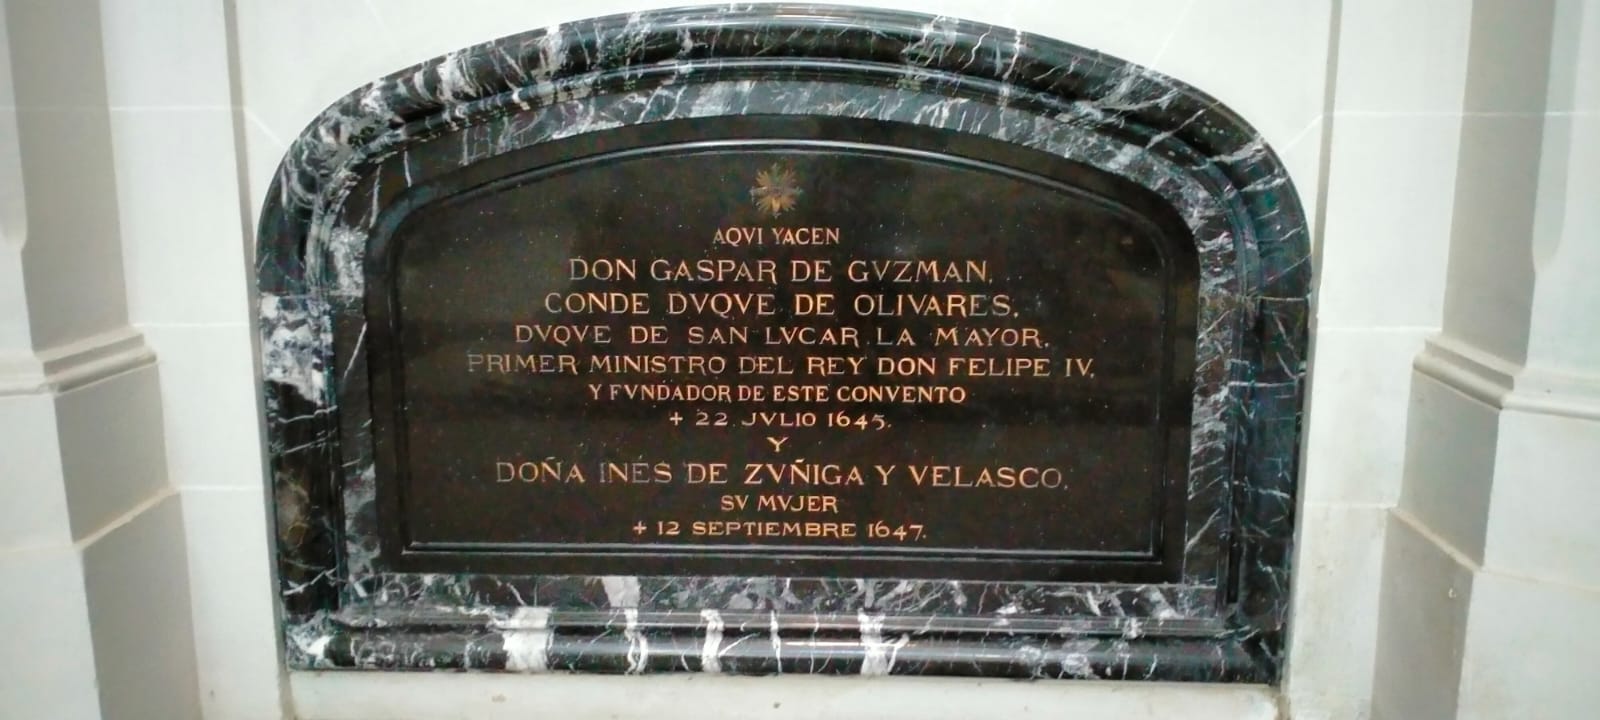 AQVI YACEN
DON GASPAR DE GVZMAN,
CONDE DVQVE DE OLIVARES,
DVQVE DE SAN LVCAR LA MAYOR,
PRIMER MINISTRO DEL REY DON FELIPE IV,
Y FVNDADOR DE ESTE CONVENTO
+ 22 JVLIO 1645.
Y
DOÑA INÉS DE ZVÑIGA Y VELASCO,
SV MVJER
+ 12 SEPTIEMBRE 1647.